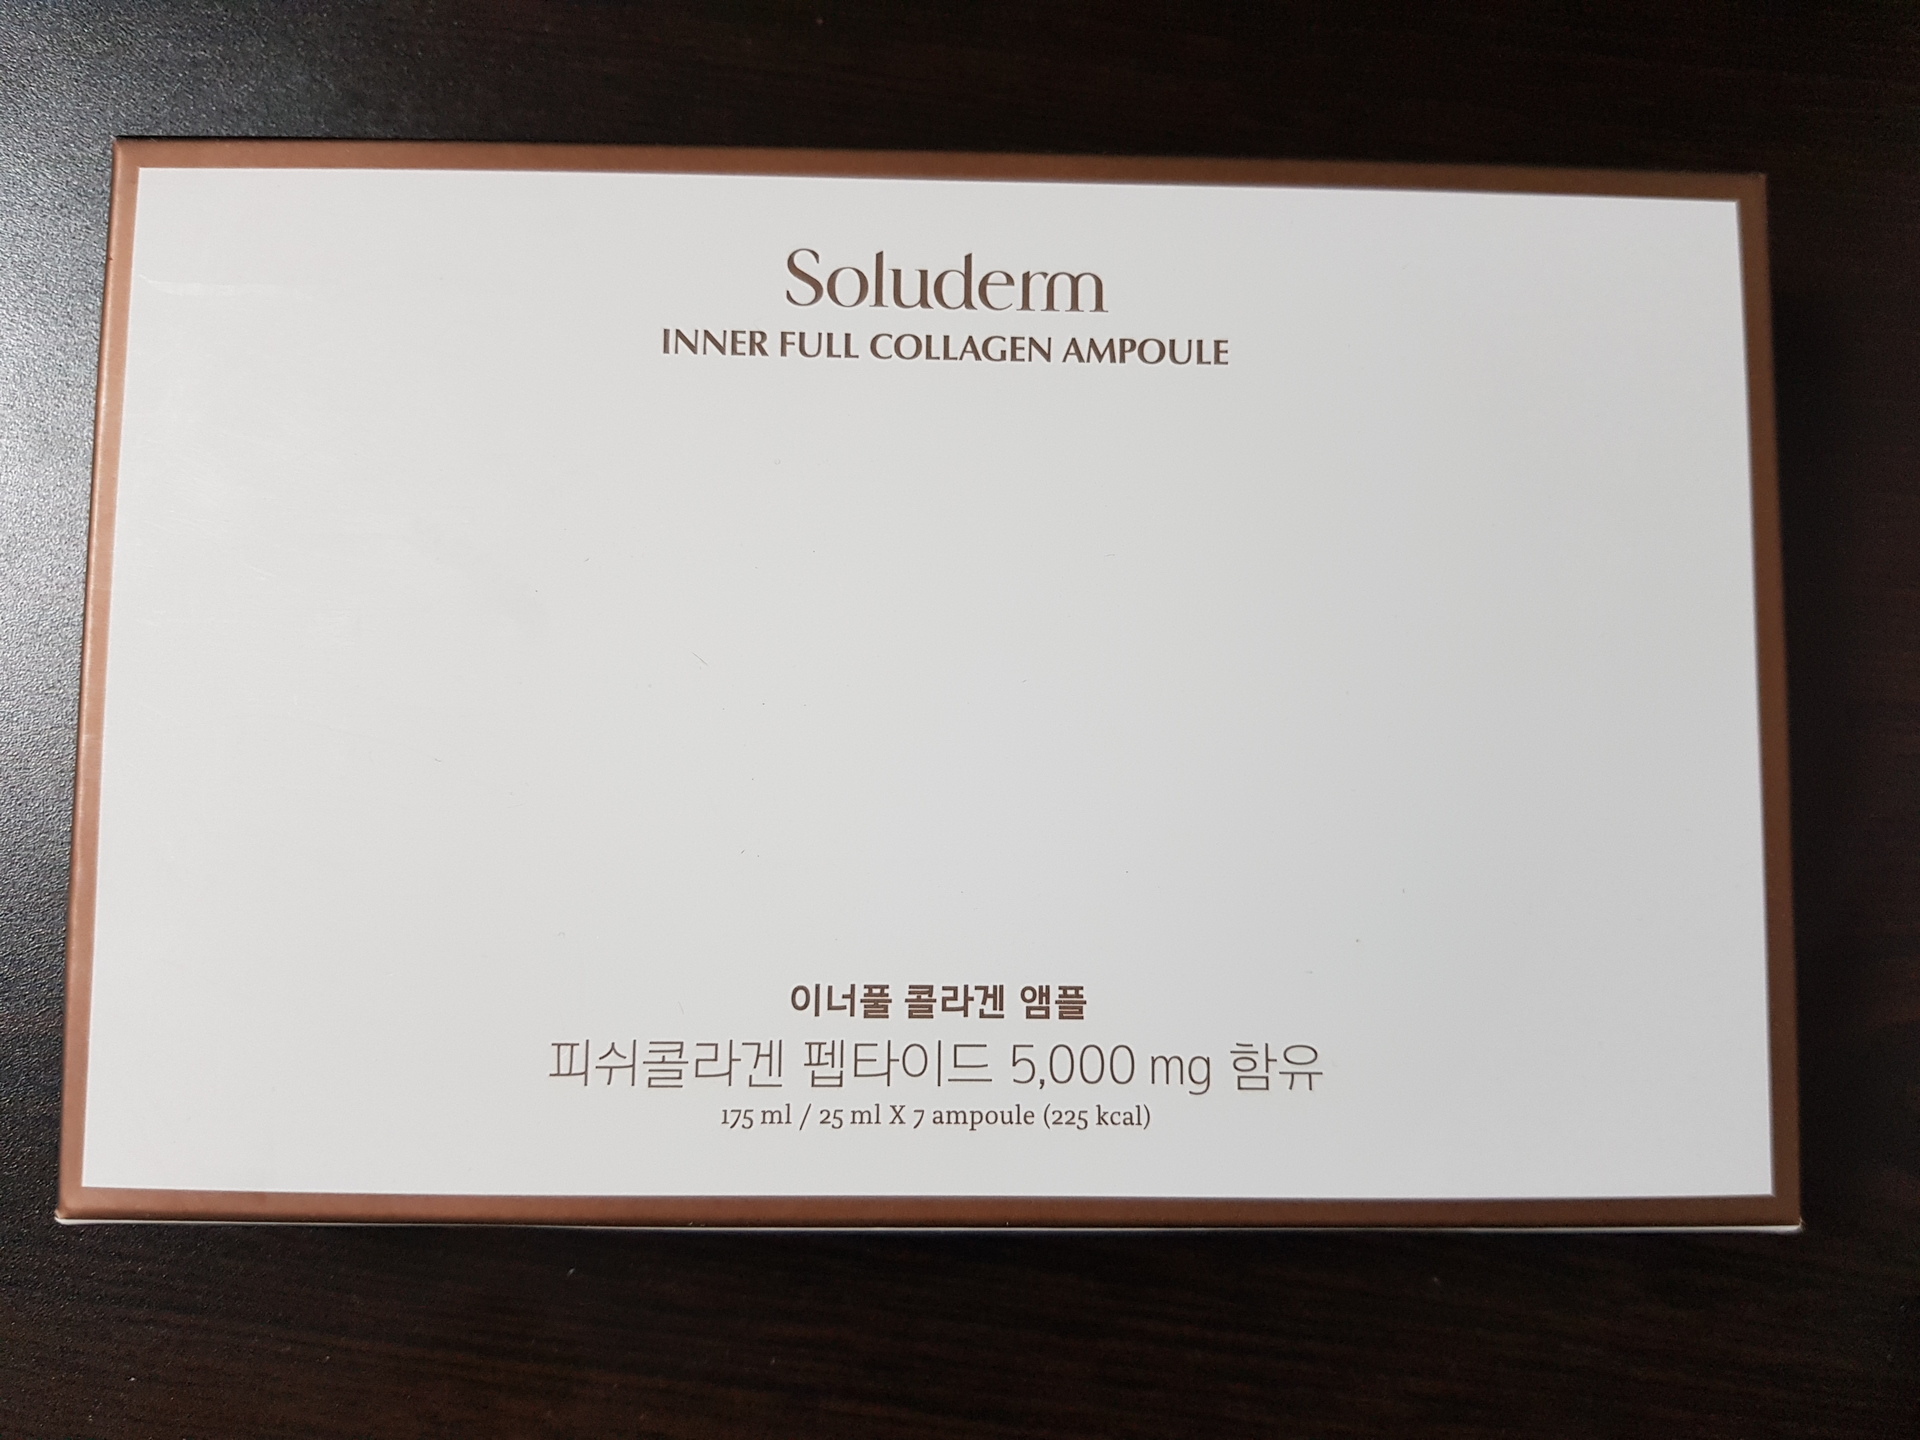 Soluderm
INNER FULL COLLAGEN AMPOULE
이너풀 콜라겐 앰플
피쉬콜라겐 펩타이드 5,000 mg 함유
175 ml / 25 ml X 7 ampoule (225 kcal)